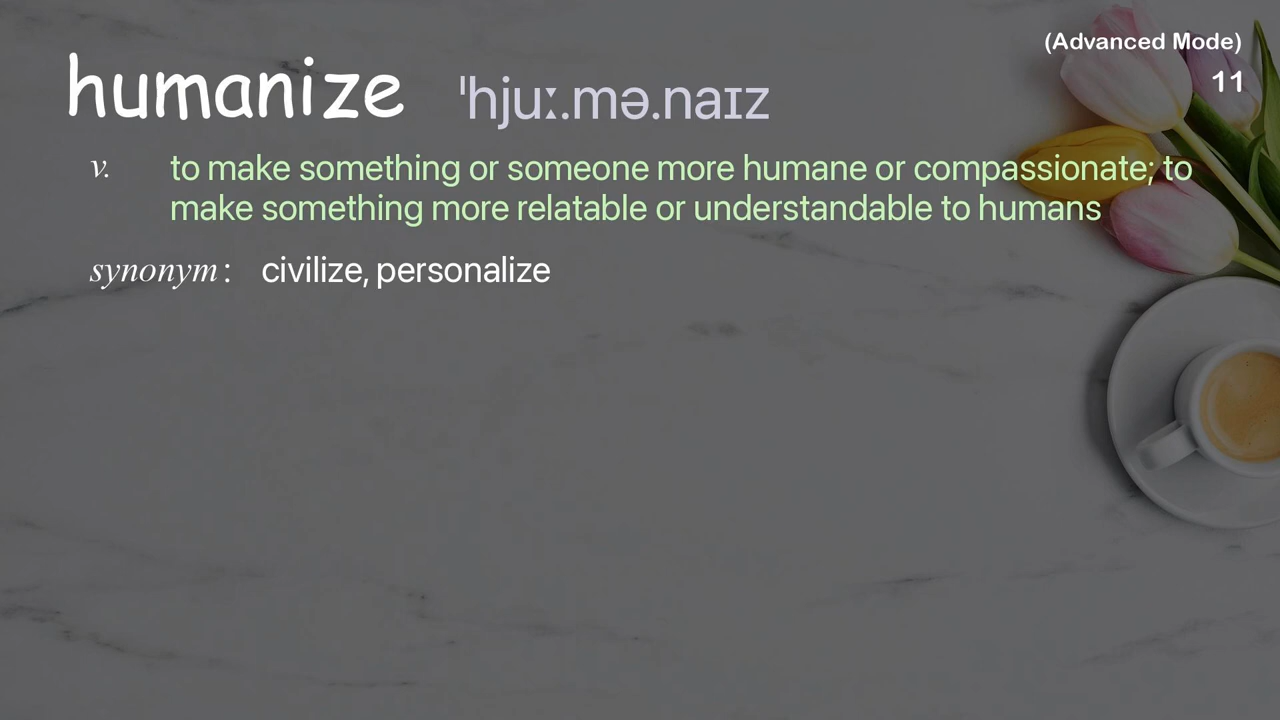 (Advanced Mode)
11
humanize ˈhjuː.mə.naɪz
v. to make something or someone more humane or compassionate; to
make something more relatable or understandable to humans
synonym: civilize, personalize